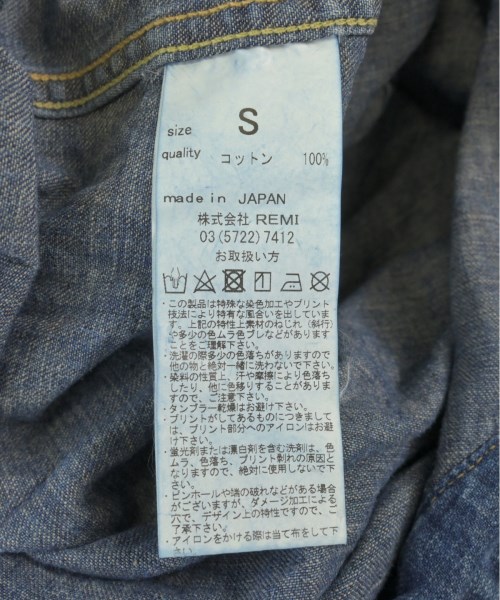 size S
quality コットン 100%
made in JAPAN
株式会社 REMI
03(5722)7412
お取扱い方
・この製品は特殊な染色加工やプリント
技法により特有な風合いを出していま
す。上記の特性上素材のねじれ（斜行）
や多少の色ムラ色ブレなどがあります
ことをご理解下さい。
・洗濯の際多少の色落ちがありますので
他の物と絶対一緒に洗わないで下さい。
・染料の性質上、汗や摩擦により色落ち
したり、他に色移りすることがありま
すので、ご注意下さい。
・タンブラー乾燥はお避け下さい。
・プリントがしてあるものにつきまして
は、プリント部分へのアイロンはお避
け下さい。
・蛍光剤または漂白剤を含む洗剤は、色
ムラ、色落ち、プリント剥れの原因と
なりますので、絶対に使用しないで下
さい。
・ピンホールや端の破れなどがある場合
がございますが、ダメージ加工による
穴で、デザイン上の特性ですので、ご
了承下さい。
・アイロンをかける際は当て布をして下